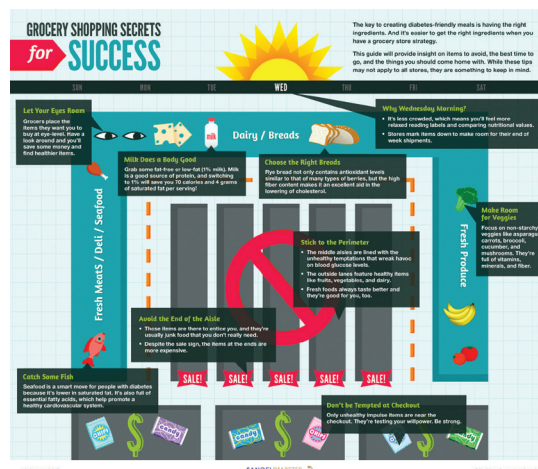 GROCERY SHOPPING SECRETS
for SUCCESS
The key to creating diabetes-friendly meals is having the right
ingredients. And it's easier to get the right ingredients when you
have a grocery store strategy.
This guide will provide insight on items to avoid, the best time to
go, and the things you should come home with. While these tips
may not apply to all stores, they are something to keep in mind.
SUN MON TUE WED THU FRI SAT
Let Your Eyes Room
Grocers place the
items they want you to
buy at eye-level. Have a
look around and you'll
save some money and
find healthier items.
milk
Dairy / Breads
Why Wednesday Morning?
• It's less crowded, which means you'll feel more
relaxed reading labels and comparing nutritional values.
• Stores mark items down to make room for their end of
week shipments.
Milk Does a Body Good
Grab some fat-free or low-fat (1% milk). Milk
is a good source of protein, and switching
to 1% will save you 70 calories and 4 grams
of saturated fat per serving!
Choose the Right Breads
Rye bread not only contains antioxidant levels
similar to that of many types of berries, but the high
fiber content makes it an excellent aid in the
lowering of cholesterol.
Fresh Meats / Deli / Seafood
Fresh Produce
Make Room
for Veggies
Focus on non-starchy
veggies like asparagus,
carrots, broccoli,
cucumber, and
mushrooms. They're
full of vitamins,
minerals, and fiber.
Stick to the Perimeter
• The middle aisles are lined with the
unhealthy temptations that wreak havoc
on blood glucose levels.
• The outside lanes feature healthy items
like fruits, vegetables, and dairy.
• Fresh foods always taste better and
they're good for you, too.
Avoid the End of the Aisle
• Those items are there to entice you, and they're
usually junk food that you don't really need.
• Despite the sale sign, the items at the ends are
more expensive.
SALE! SALE! SALE! SALE! SALE!
Catch Some Fish
Seafood is a smart move for people with diabetes
because it's lower in saturated fat. It's also full of
essential fatty acids, which help promote a
healthy cardiovascular system.
Don't be Tempted at Checkout
Only unhealthy impulse items are near the
checkout. They're testing your willpower. Be strong.
$ candy candy $ candy